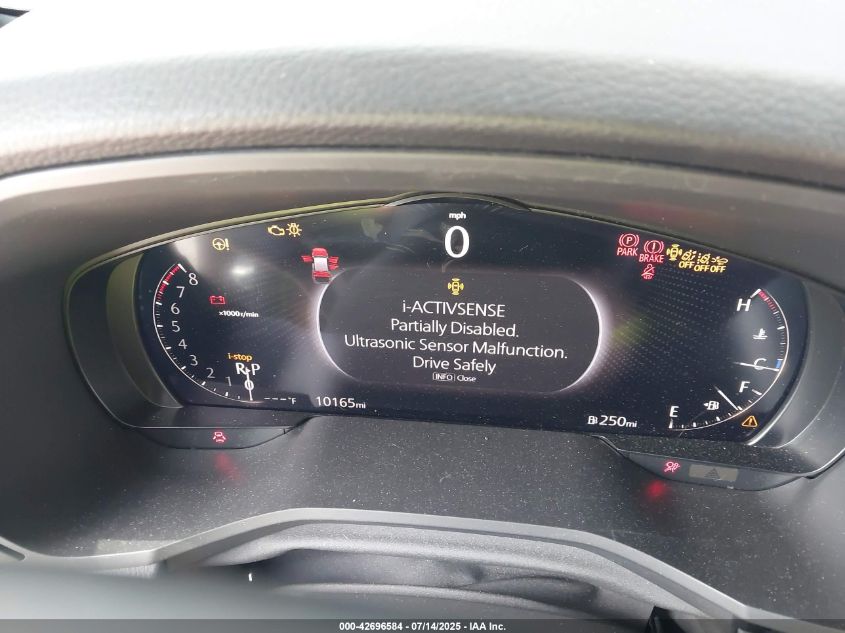 mph
0
PARK
BRAKE
OFF OFF OFF
8
7
6
5
4
3
2
1
0
x1000r/min
i-stop
R P
i-ACTIVSENSE
Partially Disabled.
Ultrasonic Sensor Malfunction.
Drive Safely
INFO Close
H
C
F
E
---°F
10165mi
250mi
000-42696584 - 07/14/2025 - IAA Inc.